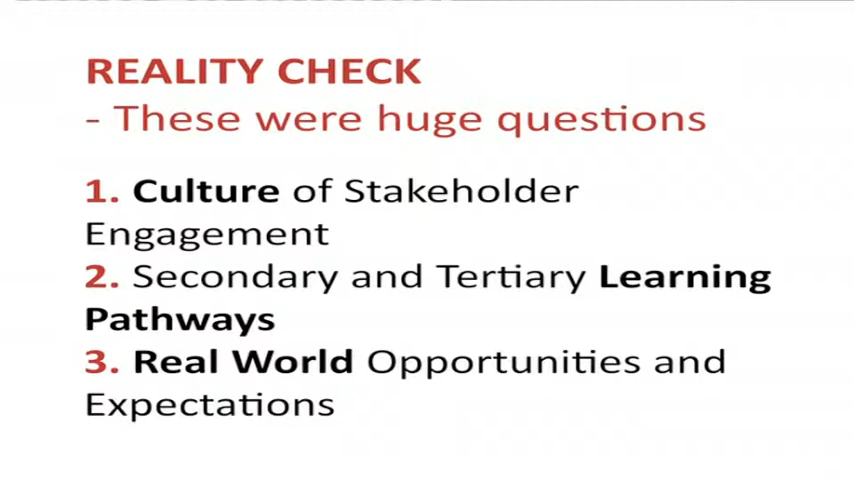 REALITY CHECK
- These were huge questions
1. Culture of Stakeholder
Engagement
2. Secondary and Tertiary Learning
Pathways
3. Real World Opportunities and
Expectations